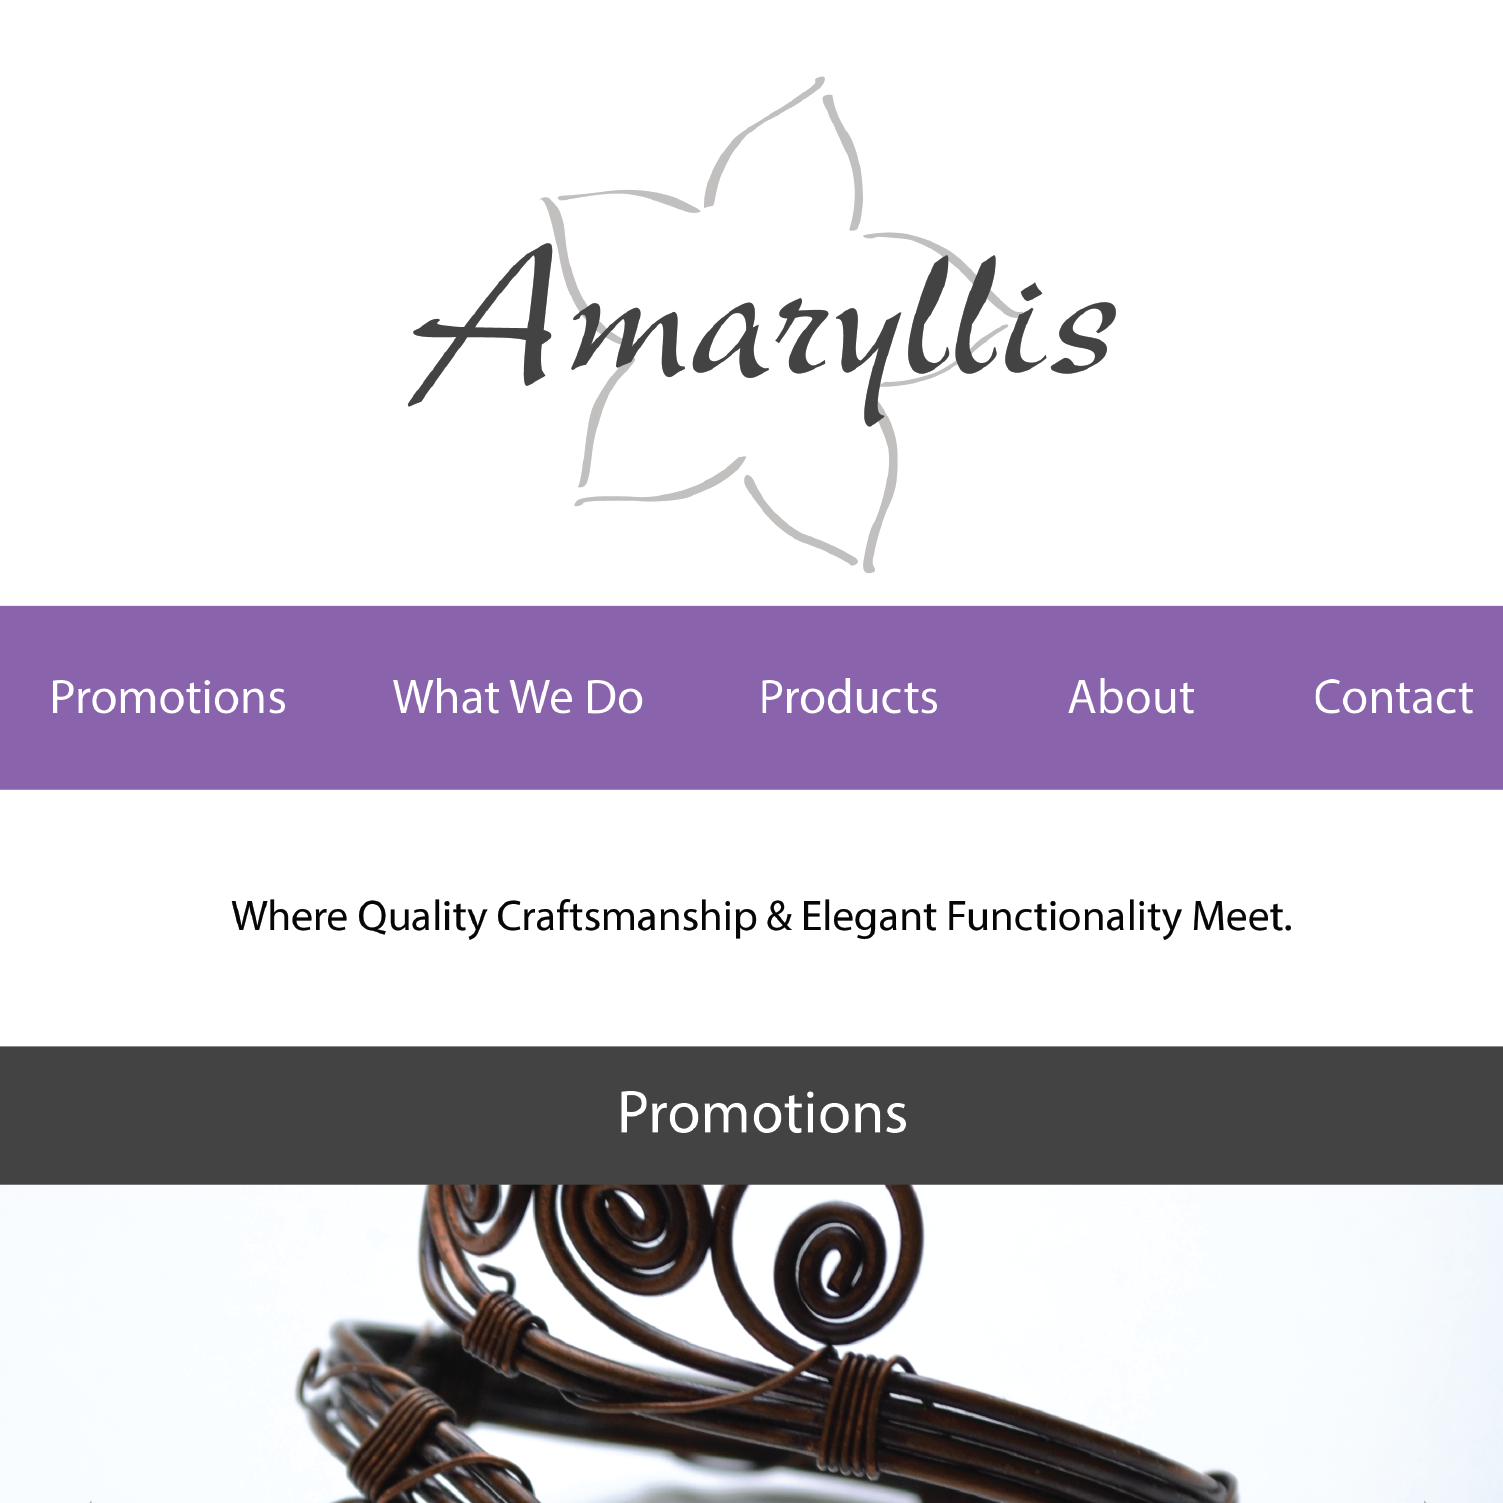 Amaryllis
Promotions What We Do Products About Contact
Where Quality Craftsmanship & Elegant Functionality Meet.
Promotions